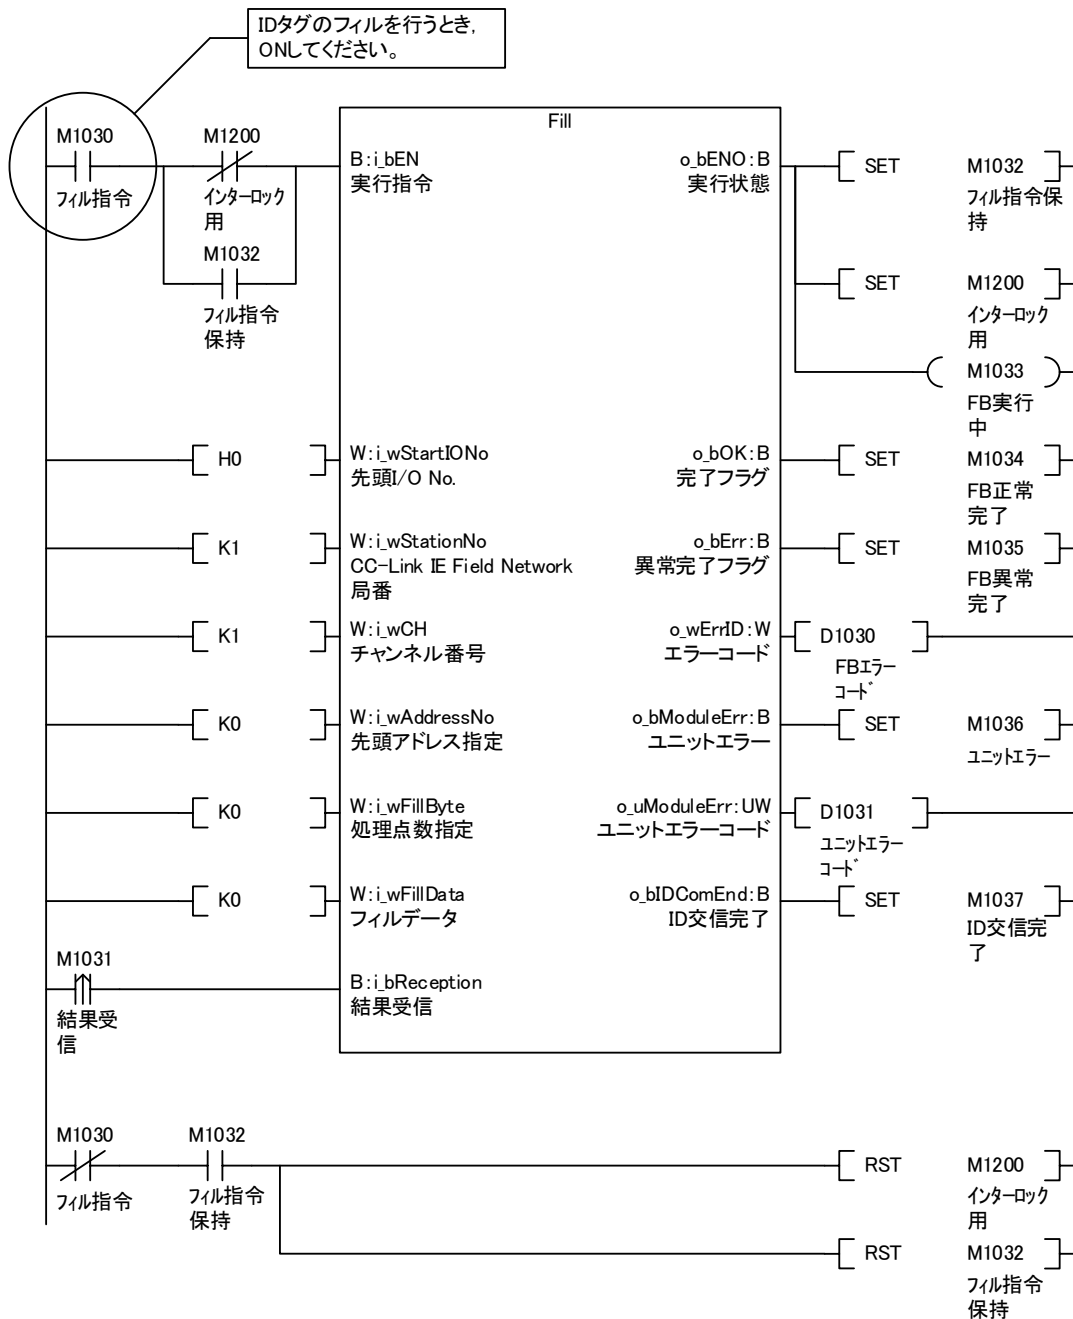 IDタグのフィルを行うとき,
ONしてください。
Fill
M1030
フィル指令
M1200
インターロック
用
M1032
フィル指令
保持
B:i_bEN
実行指令
o_bENO:B
実行状態
SET M1032
フィル指令保
持
SET M1200
インターロック
用
M1033
FB実行
中
H0
W:i_wStartIONo
先頭I/O No.
o_bOK:B
完了フラグ
SET M1034
FB正常
完了
K1
W:i_wStationNo
CC-Link IE Field Network
局番
o_bErr:B
異常完了フラグ
SET M1035
FB異常
完了
K1
W:i_wCH
チャンネル番号
o_wErrID:W
エラーコード
D1030
FBエラー
コード
K0
W:i_wAddressNo
先頭アドレス指定
o_bModuleErr:B
ユニットエラー
SET M1036
ユニットエラー
K0
W:i_wFillByte
処理点数指定
o_uModuleErr:UW
ユニットエラーコード
D1031
ユニットエラー
コード
K0
W:i_wFillData
フィルデータ
o_bIDComEnd:B
ID交信完了
SET M1037
ID交信完
了
M1031
結果受
信
B:i_bReception
結果受信
M1030
フィル指令
M1032
フィル指令
保持
RST M1200
インターロック
用
RST M1032
フィル指令
保持